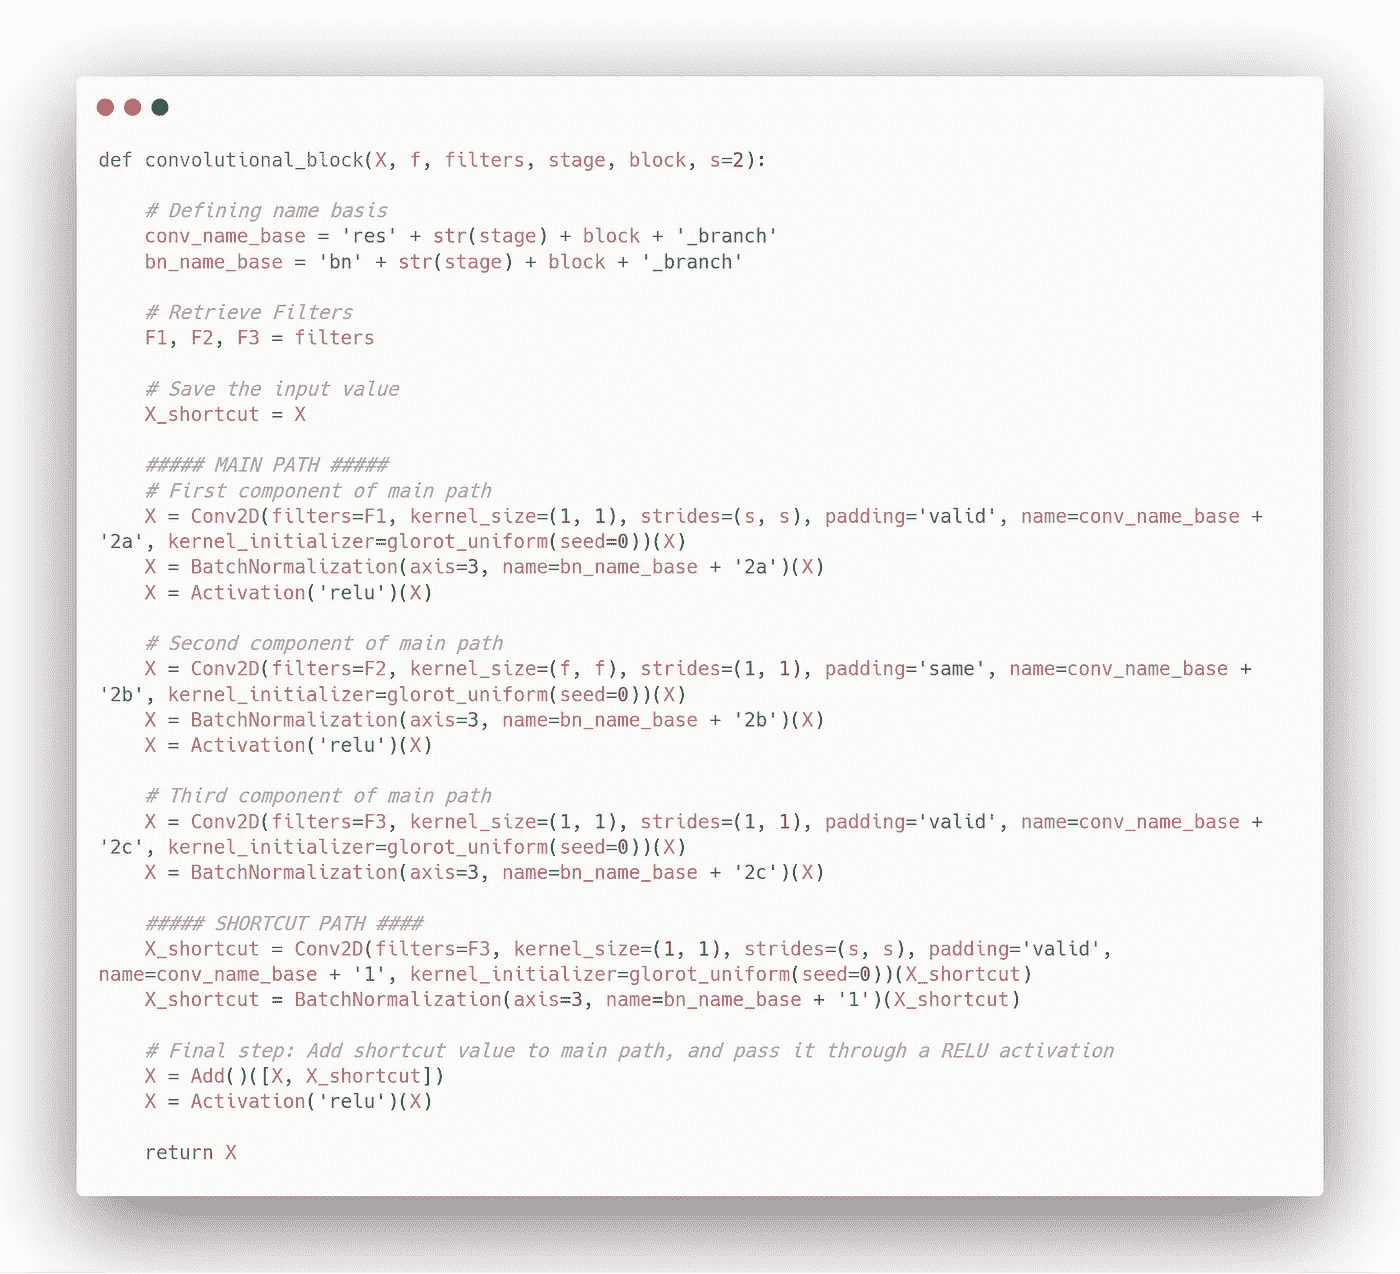 def convolutional_block(X, f, filters, stage, block, s=2):
    # Defining name basis
    conv_name_base = 'res' + str(stage) + block + '_branch'
    bn_name_base = 'bn' + str(stage) + block + '_branch'
    # Retrieve Filters
    F1, F2, F3 = filters
    # Save the input value
    X_shortcut = X
    ##### MAIN PATH #####
    # First component of main path
    X = Conv2D(filters=F1, kernel_size=(1, 1), strides=(s, s), padding='valid', name=conv_name_base +
'2a', kernel_initializer=glorot_uniform(seed=0))(X)
    X = BatchNormalization(axis=3, name=bn_name_base + '2a')(X)
    X = Activation('relu')(X)
    # Second component of main path
    X = Conv2D(filters=F2, kernel_size=(f, f), strides=(1, 1), padding='same', name=conv_name_base +
'2b', kernel_initializer=glorot_uniform(seed=0))(X)
    X = BatchNormalization(axis=3, name=bn_name_base + '2b')(X)
    X = Activation('relu')(X)
    # Third component of main path
    X = Conv2D(filters=F3, kernel_size=(1, 1), strides=(1, 1), padding='valid', name=conv_name_base +
'2c', kernel_initializer=glorot_uniform(seed=0))(X)
    X = BatchNormalization(axis=3, name=bn_name_base + '2c')(X)
    ##### SHORTCUT PATH ####
    X_shortcut = Conv2D(filters=F3, kernel_size=(1, 1), strides=(s, s), padding='valid',
name=conv_name_base + '1', kernel_initializer=glorot_uniform(seed=0))(X_shortcut)
    X_shortcut = BatchNormalization(axis=3, name=bn_name_base + '1')(X_shortcut)
    # Final step: Add shortcut value to main path, and pass it through a RELU activation
    X = Add()([X, X_shortcut])
    X = Activation('relu')(X)
    return X